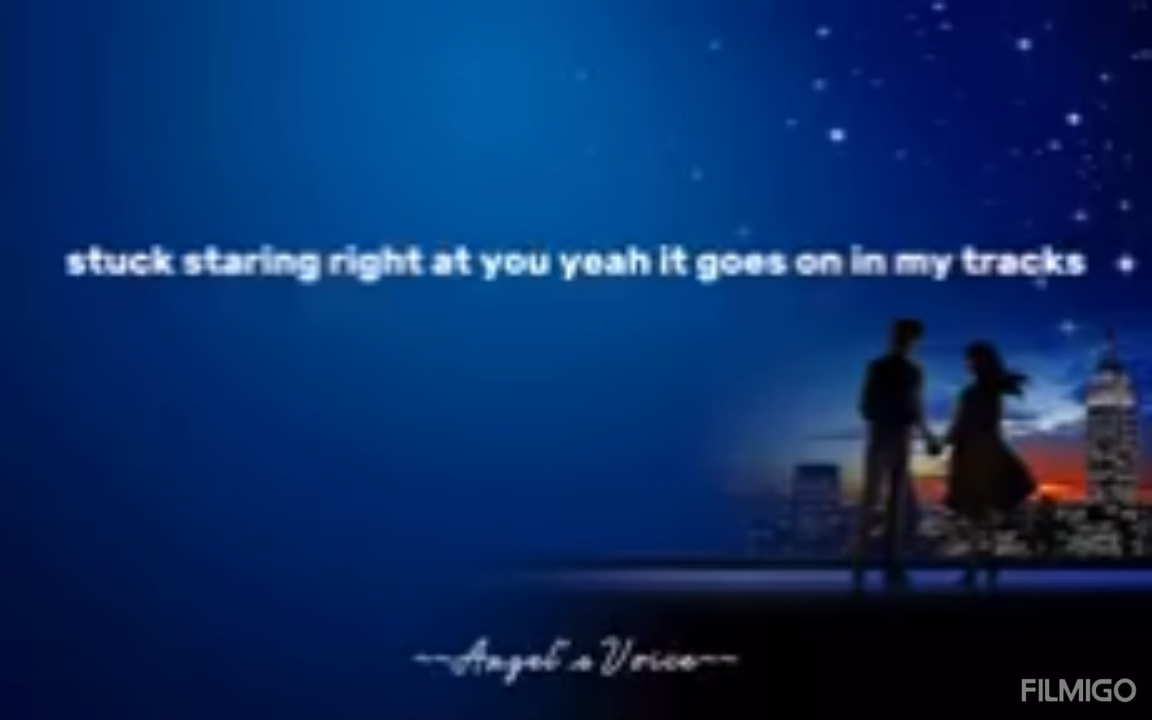 stuck staring right at you yeah it goes on in my tracks
~~Angel's Voice~~
FILMIGO